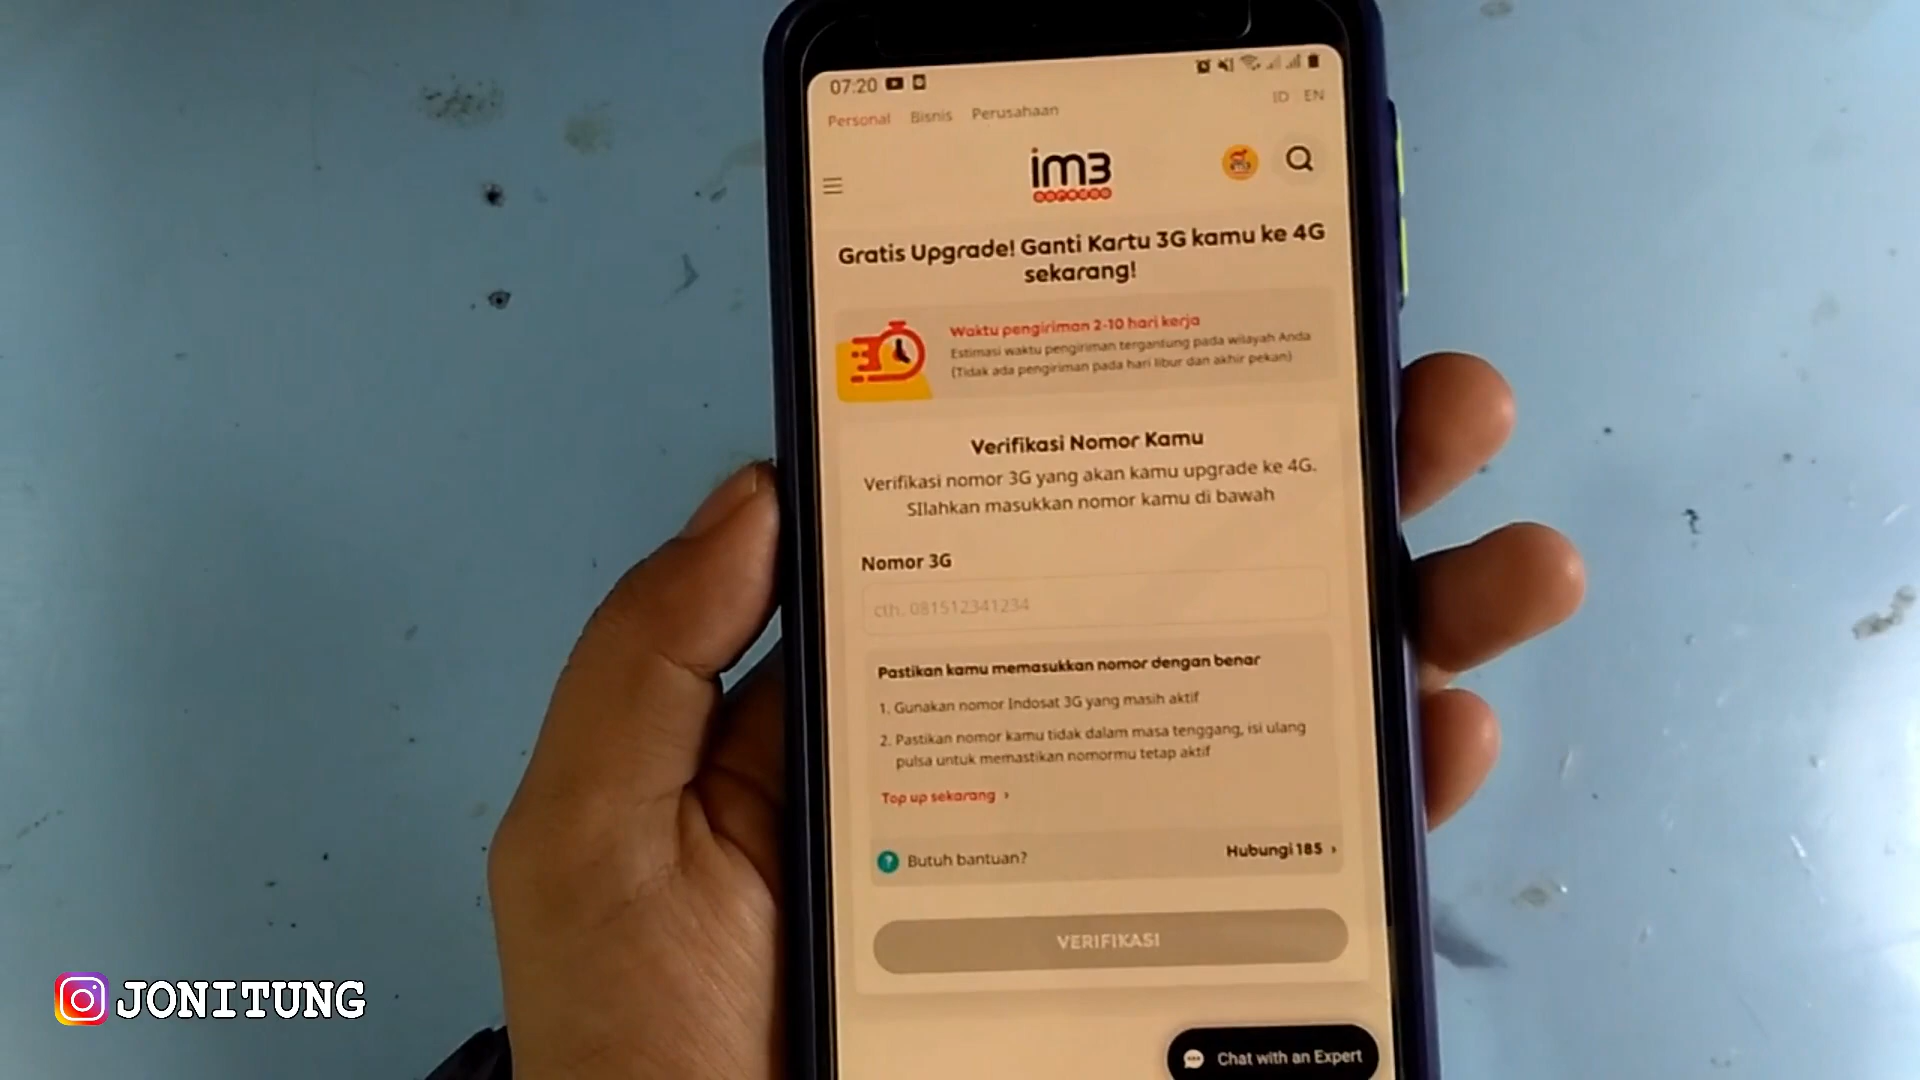 07:20
Personal Bisnis Perusahaan
ID EN
im3
ooredoo
Gratis Upgrade! Ganti Kartu 3G kamu ke 4G
sekarang!
Waktu pengiriman 2-10 hari kerja
Estimasi waktu pengiriman tergantung pada wilayah Anda
(Tidak ada pengiriman pada hari libur dan akhir pekan)
Verifikasi Nomor Kamu
Verifikasi nomor 3G yang akan kamu upgrade ke 4G.
SIlahkan masukkan nomor kamu di bawah
Nomor 3G
cth. 081512341234
Pastikan kamu memasukkan nomor dengan benar
1. Gunakan nomor Indosat 3G yang masih aktif
2. Pastikan nomor kamu tidak dalam masa tenggang, isi ulang
pulsa untuk memastikan nomormu tetap aktif
Top up sekarang ›
? Butuh bantuan? Hubungi 185 ›
VERIFIKASI
Chat with an Expert
JONITUNG